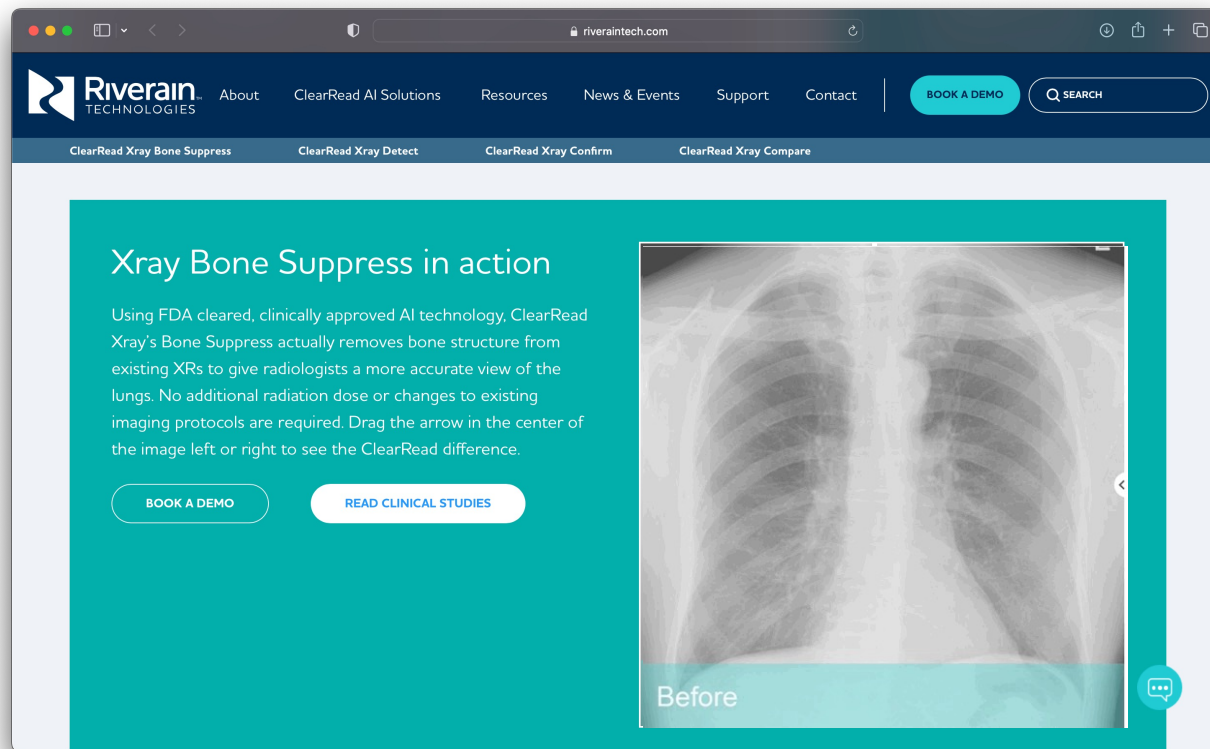 riveraintech.com
Riverain™
TECHNOLOGIES
About
ClearRead AI Solutions
Resources
News & Events
Support
Contact
BOOK A DEMO
SEARCH
ClearRead Xray Bone Suppress
ClearRead Xray Detect
ClearRead Xray Confirm
ClearRead Xray Compare
Xray Bone Suppress in action
Using FDA cleared, clinically approved AI technology, ClearRead
Xray's Bone Suppress actually removes bone structure from
existing XRs to give radiologists a more accurate view of the
lungs. No additional radiation dose or changes to existing
imaging protocols are required. Drag the arrow in the center of
the image left or right to see the ClearRead difference.
BOOK A DEMO
READ CLINICAL STUDIES
Before